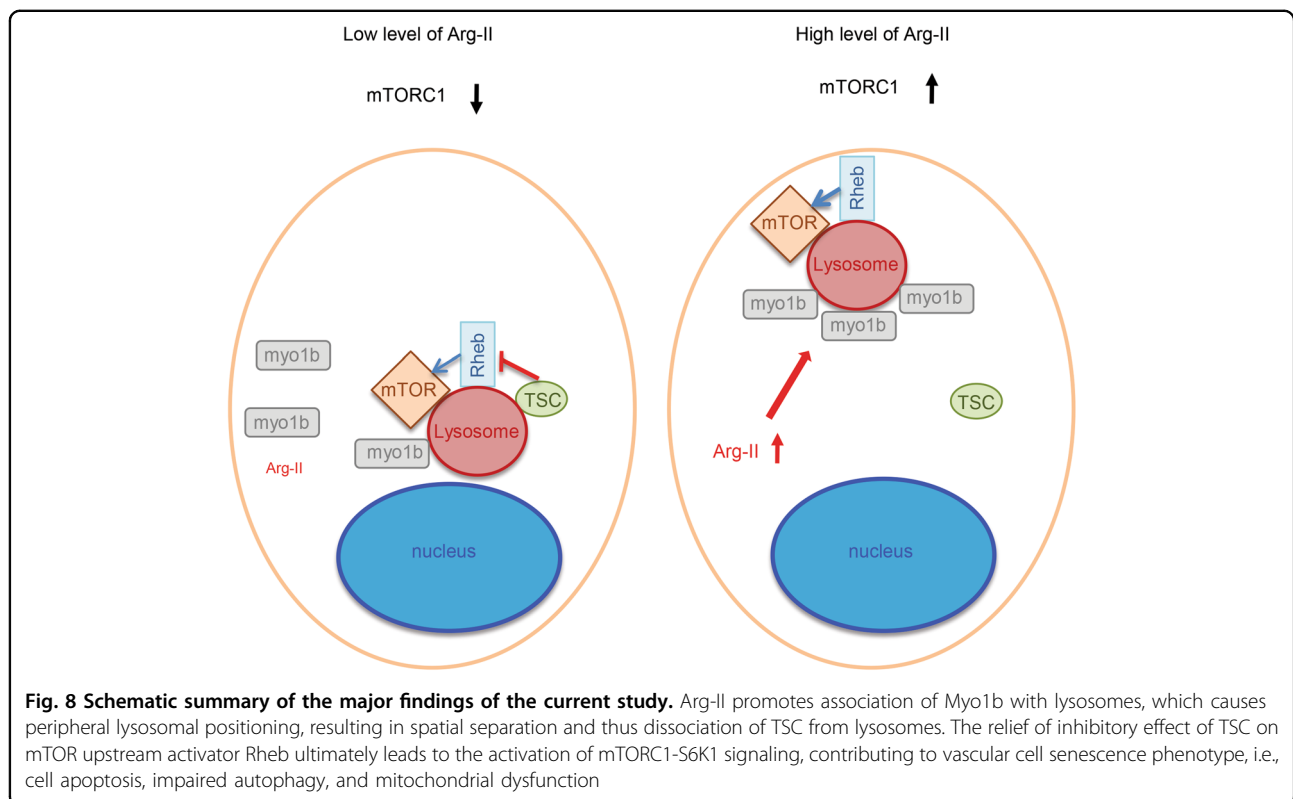 Low level of Arg-II
High level of Arg-II
mTORC1
mTORC1
Rheb
mTOR
Lysosome
myo1b
myo1b
myo1b
Rheb
myo1b
mTOR
TSC
myo1b
Lysosome
myo1b
Arg-II
TSC
Arg-II
nucleus
nucleus
Fig. 8 Schematic summary of the major findings of the current study. Arg-II promotes association of Myo1b with lysosomes, which causes
peripheral lysosomal positioning, resulting in spatial separation and thus dissociation of TSC from lysosomes. The relief of inhibitory effect of TSC on
mTOR upstream activator Rheb ultimately leads to the activation of mTORC1-S6K1 signaling, contributing to vascular cell senescence phenotype, i.e.,
cell apoptosis, impaired autophagy, and mitochondrial dysfunction